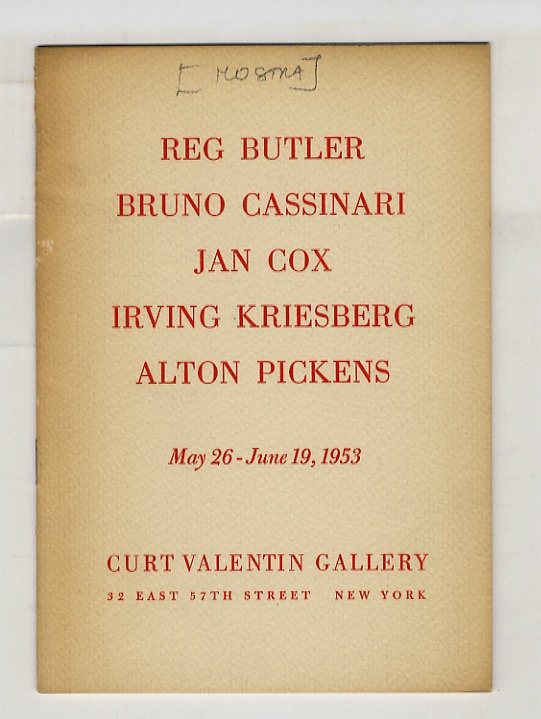 [MOSTRA]
REG BUTLER
BRUNO CASSINARI
JAN COX
IRVING KRIESBERG
ALTON PICKENS
May 26 - June 19, 1953
CURT VALENTIN GALLERY
32 EAST 57TH STREET NEW YORK